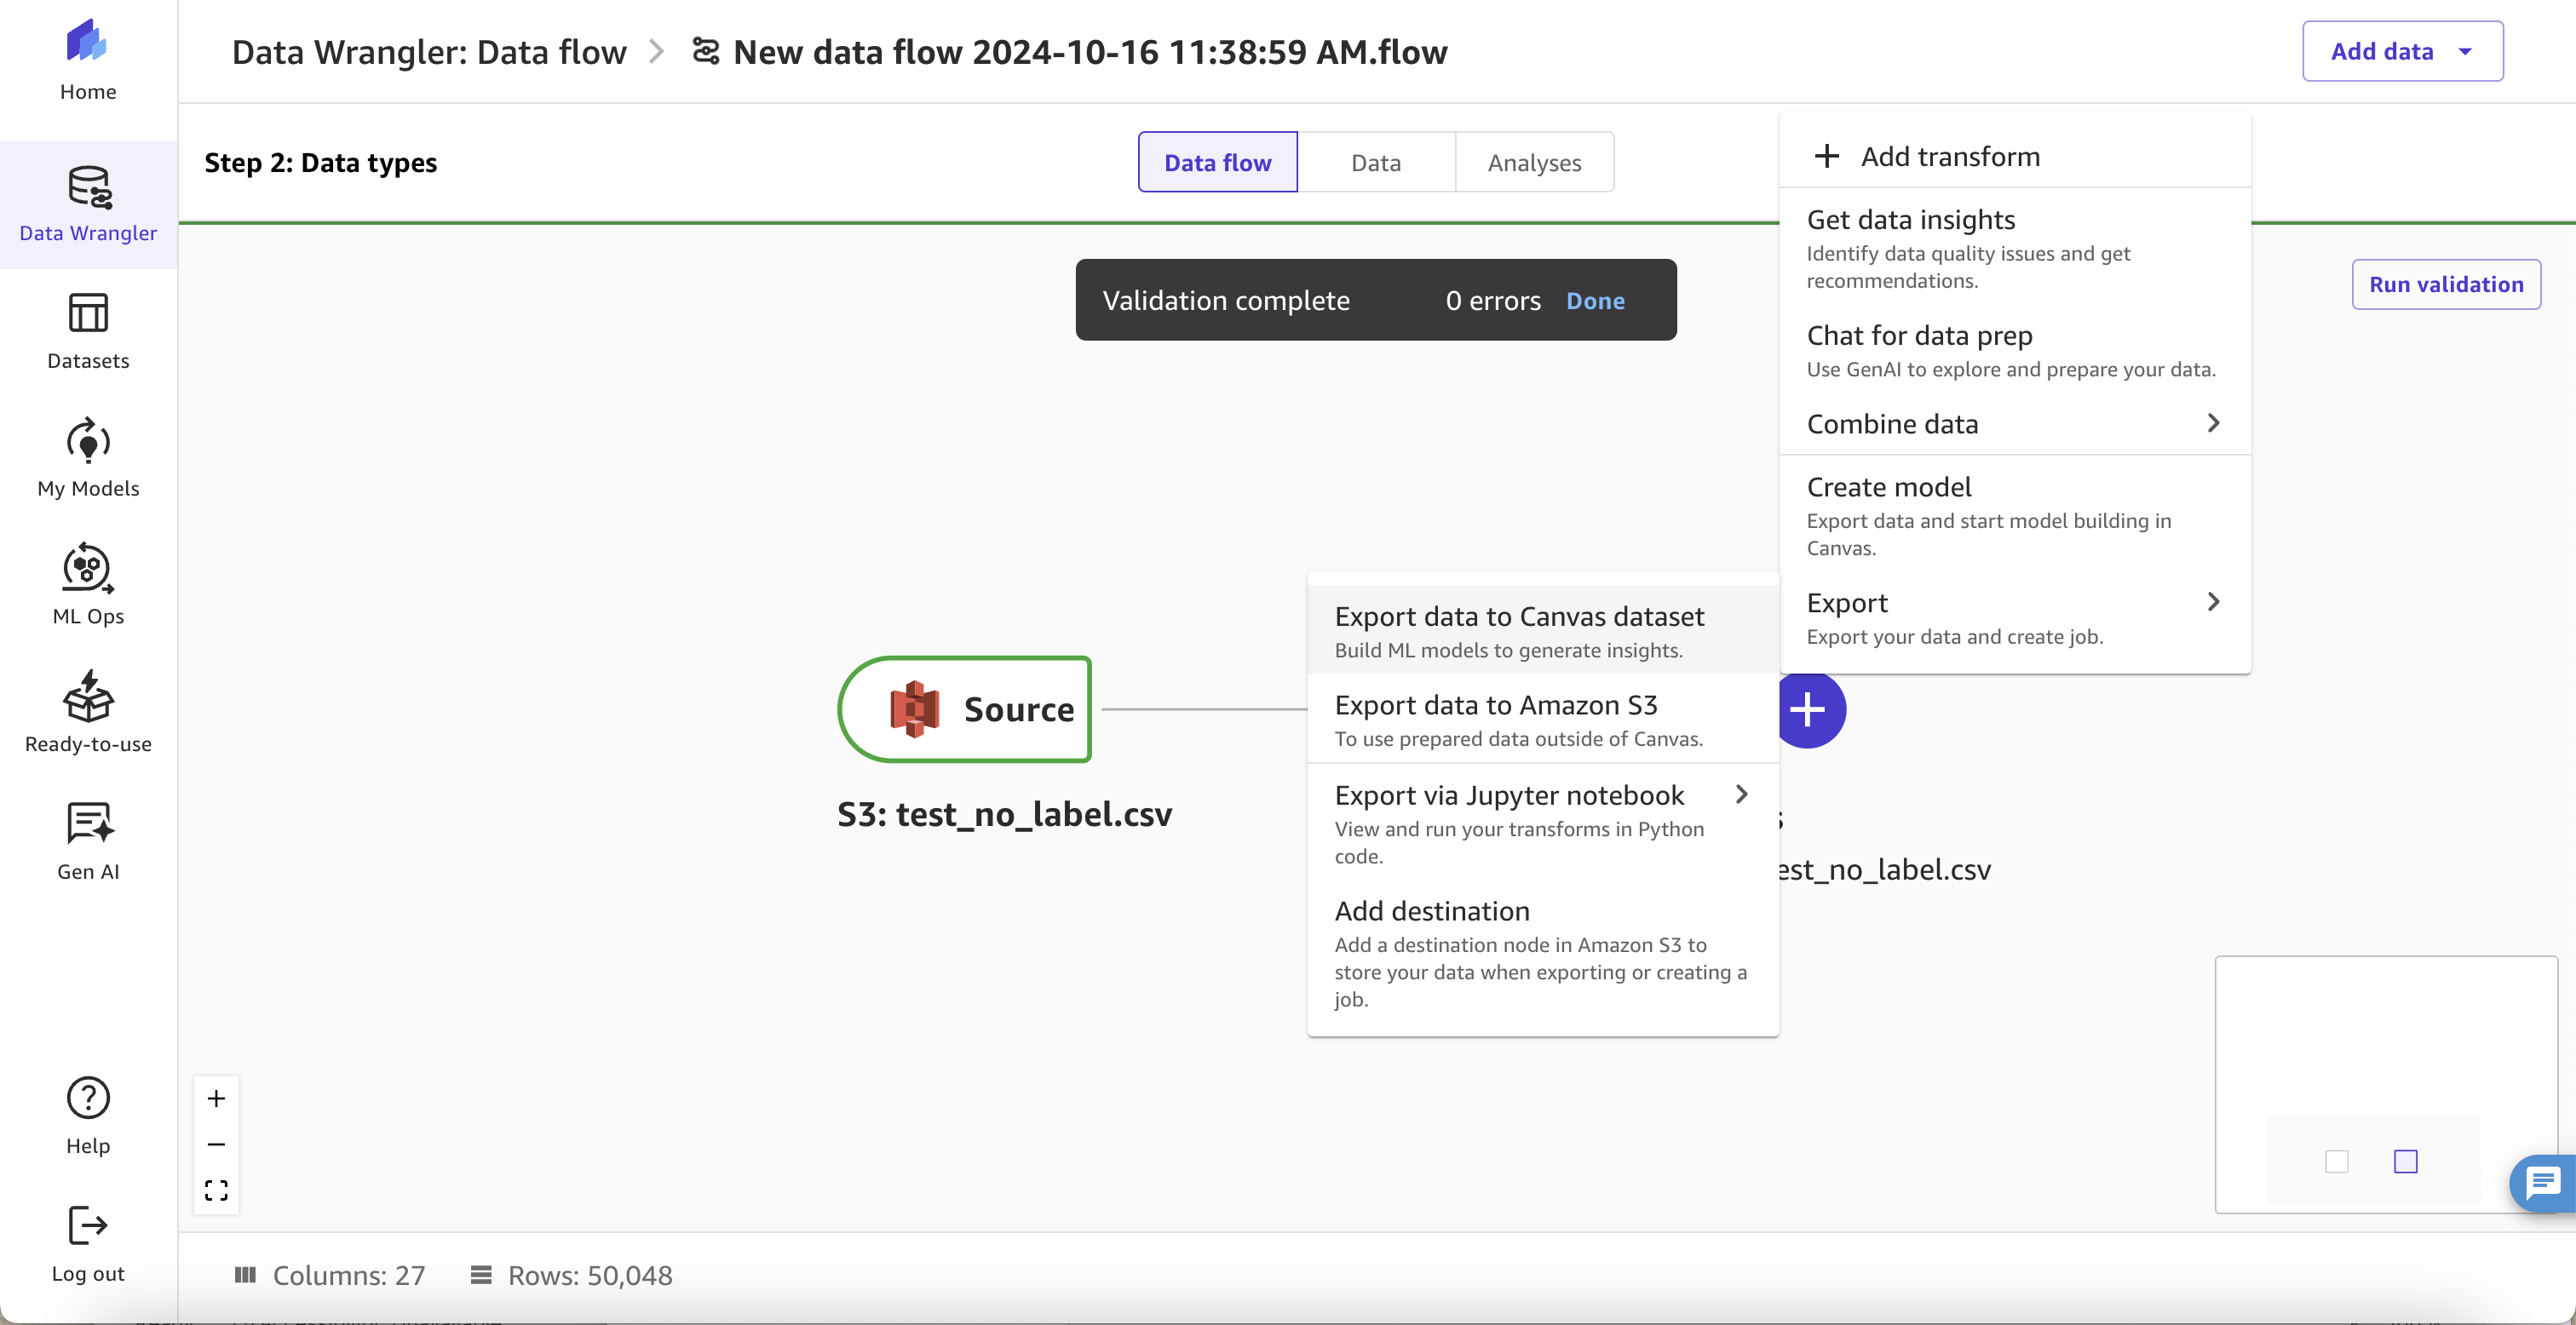 Home
Data Wrangler
Datasets
My Models
ML Ops
Ready-to-use
Gen AI
Help
Log out
Data Wrangler: Data flow
New data flow 2024-10-16 11:38:59 AM.flow
Add data
Step 2: Data types
Data flow
Data
Analyses
Validation complete
0 errors
Done
Run validation
Add transform
Get data insights
Identify data quality issues and get
recommendations.
Chat for data prep
Use GenAI to explore and prepare your data.
Combine data
Create model
Export data and start model building in
Canvas.
Export
Export your data and create job.
Export data to Canvas dataset
Build ML models to generate insights.
Export data to Amazon S3
To use prepared data outside of Canvas.
Export via Jupyter notebook
View and run your transforms in Python
code.
Add destination
Add a destination node in Amazon S3 to
store your data when exporting or creating a
job.
Source
S3: test_no_label.csv
est_no_label.csv
Columns: 27
Rows: 50,048